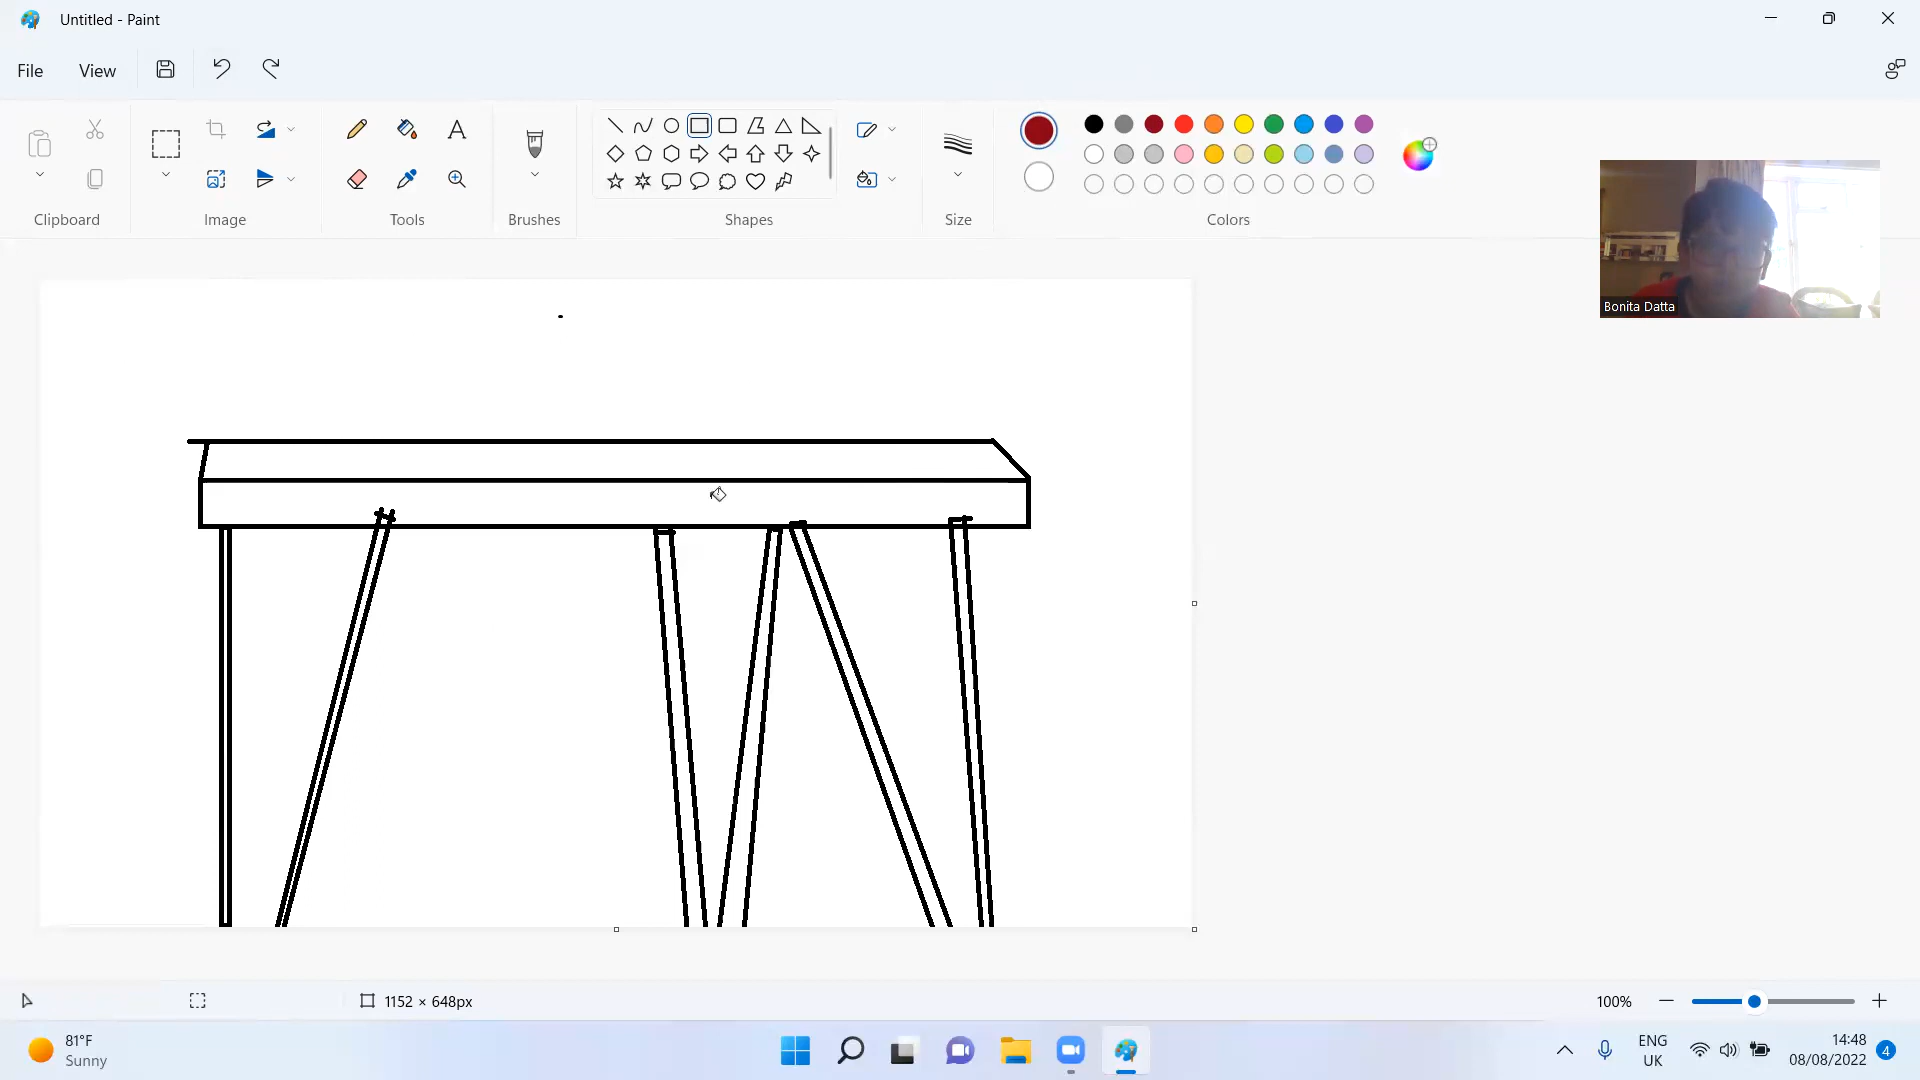 Untitled - Paint
File View
Clipboard
Image
Tools
Brushes
Shapes
Size
Colors
Bonita Datta
1152 × 648px
100%
81°F
Sunny
ENG
UK
14:48
08/08/2022
4